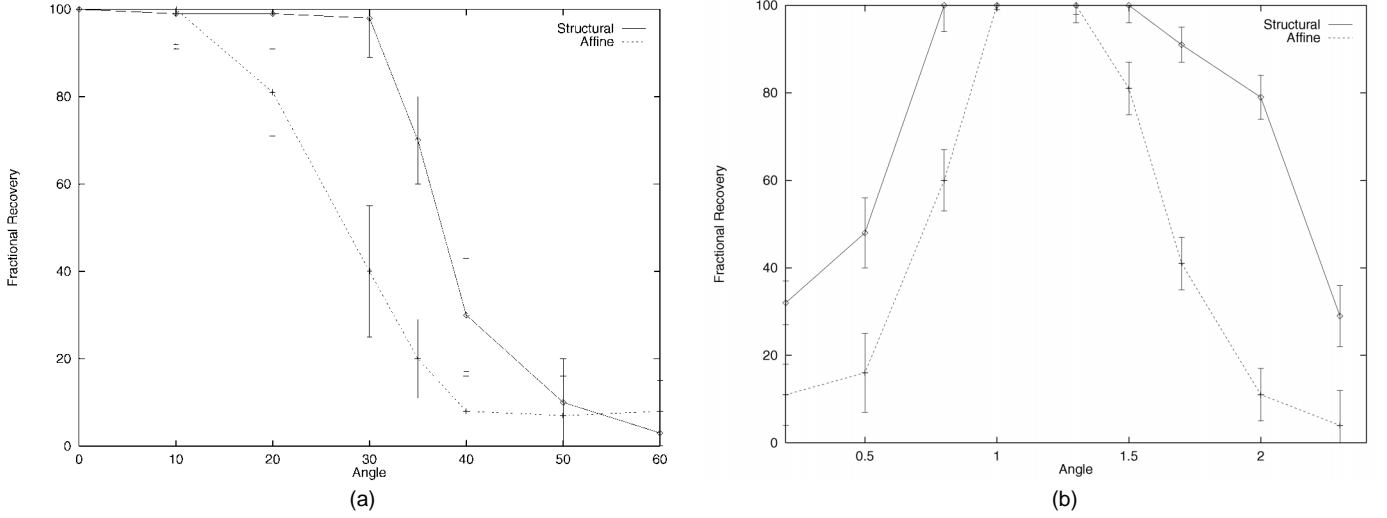 100
80
60
40
20
0
Fractional Recovery
0 10 20 30 40 50 60
Angle
Structural
Affine
(a)
100
80
60
40
20
0
Fractional Recovery
0.5 1 1.5 2
Angle
Structural
Affine
(b)